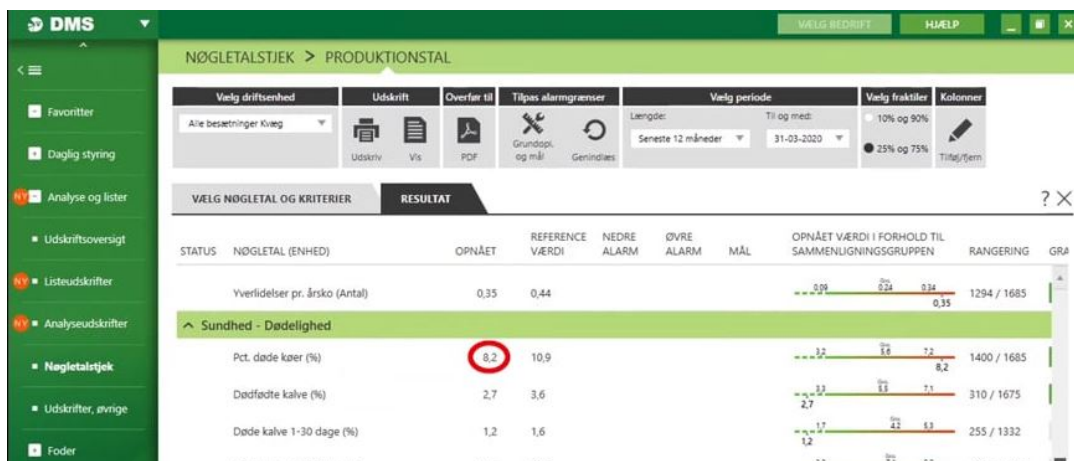 DMS
VÆLG BEDRIFT HJÆLP
NØGLETALSTJEK > PRODUKTIONSTAL
Favoritter
Daglig styring
NY Analyse og lister
Udskriftsoversigt
NY Listeudskrifter
NY Analyseudskrifter
Nøgletalstjek
Udskrifter, øvrige
Foder
Vælg driftsenhed Udskrift Overfør til Tilpas alarmgrænser Vælg periode Vælg fraktiler Kolonner
Alle besætninger Kvæg
Udskriv Vis PDF Grundopl. og mål Genindlæs
Længde: Til og med:
Seneste 12 måneder 31-03-2020
10% og 90%
25% og 75%
Tilføj/fjern
VÆLG NØGLETAL OG KRITERIER RESULTAT ?
STATUS NØGLETAL (ENHED) OPNÅET REFERENCE VÆRDI NEDRE ALARM ØVRE ALARM MÅL OPNÅET VÆRDI I FORHOLD TIL SAMMENLIGNINGSGRUPPEN RANGERING GRA
Yverlidelser pr. årsko (Antal) 0,35 0,44 0,09 0,24 0,34 0,35 1294 / 1685
Sundhed - Dødelighed
Pct. døde køer (%) 8,2 10,9 3,2 5,6 7,2 8,2 1400 / 1685
Dødfødte kalve (%) 2,7 3,6 3,3 5,5 7,1 2,7 310 / 1675
Døde kalve 1-30 dage (%) 1,2 1,6 1,7 4,2 5,3 1,2 255 / 1332